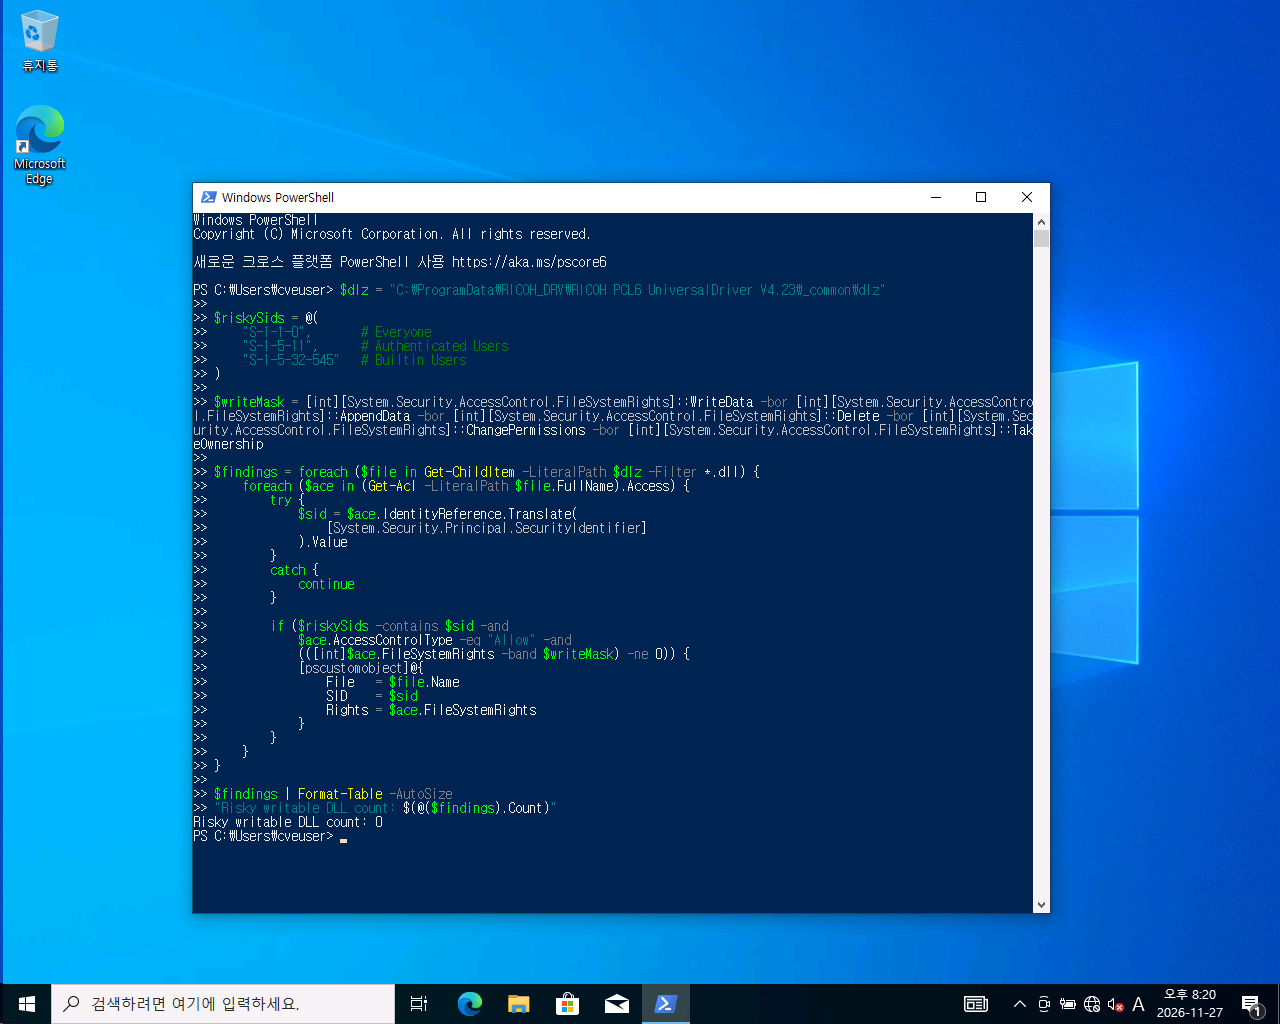 휴지통
Microsoft
Edge
Windows PowerShell
Windows PowerShell
Copyright (C) Microsoft Corporation. All rights reserved.
새로운 크로스 플랫폼 PowerShell 사용 https://aka.ms/pscore6
PS C:₩Users₩cveuser> $dlz = "C:₩ProgramData₩RICOH_DRV₩RICOH PCL6 UniversalDriver V4.23₩_common₩dlz"
>>
>> $riskySids = @(
>>     "S-1-1-0",       # Everyone
>>     "S-1-5-11",      # Authenticated Users
>>     "S-1-5-32-545"   # Builtin Users
>> )
>>
>> $writeMask = [int][System.Security.AccessControl.FileSystemRights]::WriteData -bor [int][System.Security.AccessContro
l.FileSystemRights]::AppendData -bor [int][System.Security.AccessControl.FileSystemRights]::Delete -bor [int][System.Sec
urity.AccessControl.FileSystemRights]::ChangePermissions -bor [int][System.Security.AccessControl.FileSystemRights]::Tak
eOwnership
>>
>> $findings = foreach ($file in Get-ChildItem -LiteralPath $dlz -Filter *.dll) {
>>     foreach ($ace in (Get-Acl -LiteralPath $file.FullName).Access) {
>>         try {
>>             $sid = $ace.IdentityReference.Translate(
>>                 [System.Security.Principal.SecurityIdentifier]
>>             ).Value
>>         }
>>         catch {
>>             continue
>>         }
>>
>>         if ($riskySids -contains $sid -and
>>             $ace.AccessControlType -eq "Allow" -and
>>             (([int]$ace.FileSystemRights -band $writeMask) -ne 0)) {
>>             [pscustomobject]@{
>>                 File   = $file.Name
>>                 SID    = $sid
>>                 Rights = $ace.FileSystemRights
>>             }
>>         }
>>     }
>> }
>>
>> $findings | Format-Table -AutoSize
>> "Risky writable DLL count: $(@($findings).Count)"
Risky writable DLL count: 0
PS C:₩Users₩cveuser>
검색하려면 여기에 입력하세요.
A
오후 8:20
2026-11-27
1